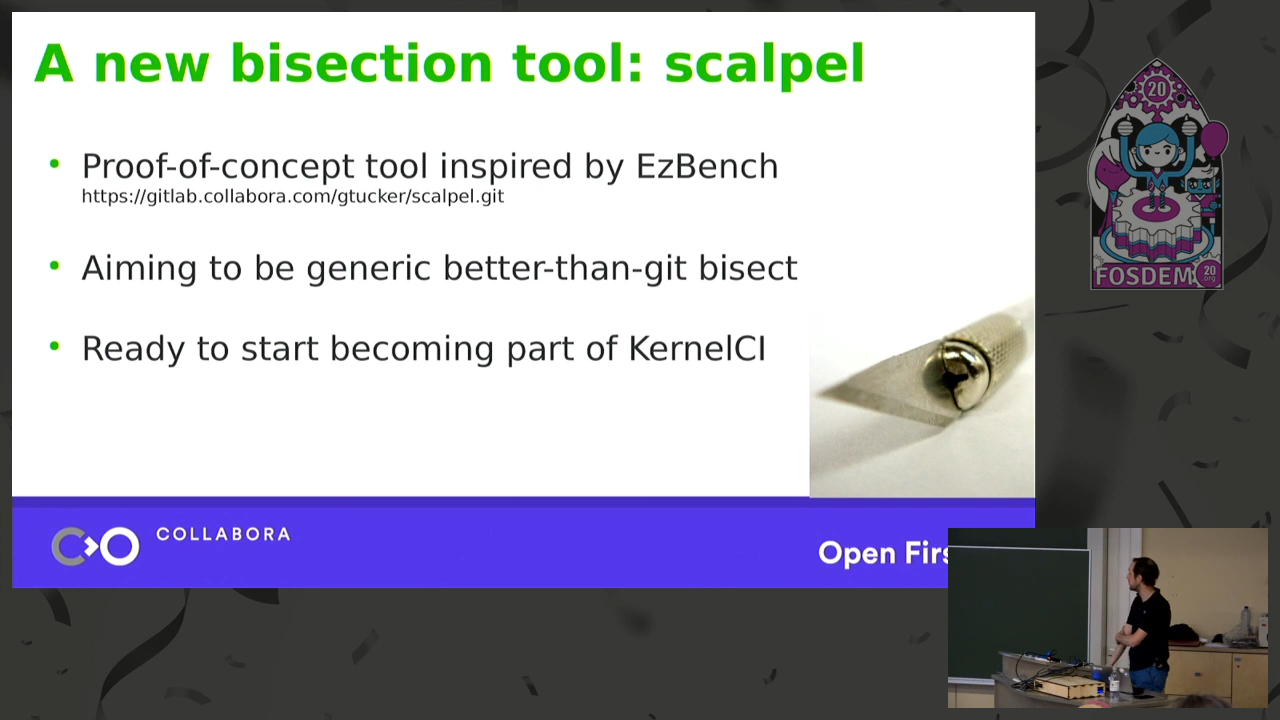 A new bisection tool: scalpel
• Proof-of-concept tool inspired by EzBench
https://gitlab.collabora.com/gtucker/scalpel.git
• Aiming to be generic better-than-git bisect
• Ready to start becoming part of KernelCI
COLLABORA
Open Firs
20
FOSDEM
20
org